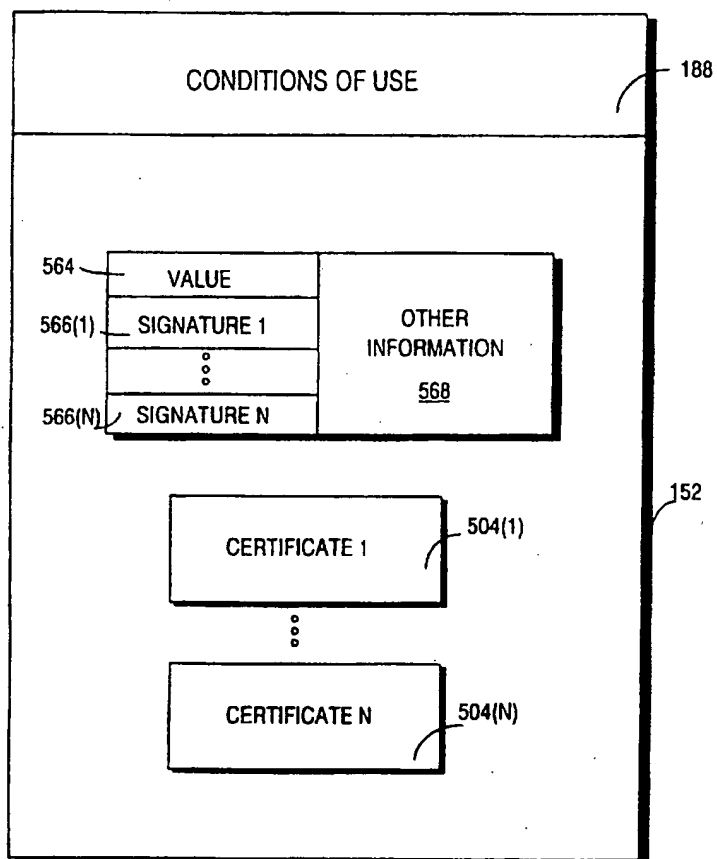 CONDITIONS OF USE
188
564
VALUE
566(1)
SIGNATURE 1
566(N)
SIGNATURE N
OTHER
INFORMATION
568
152
CERTIFICATE 1
504(1)
CERTIFICATE N
504(N)